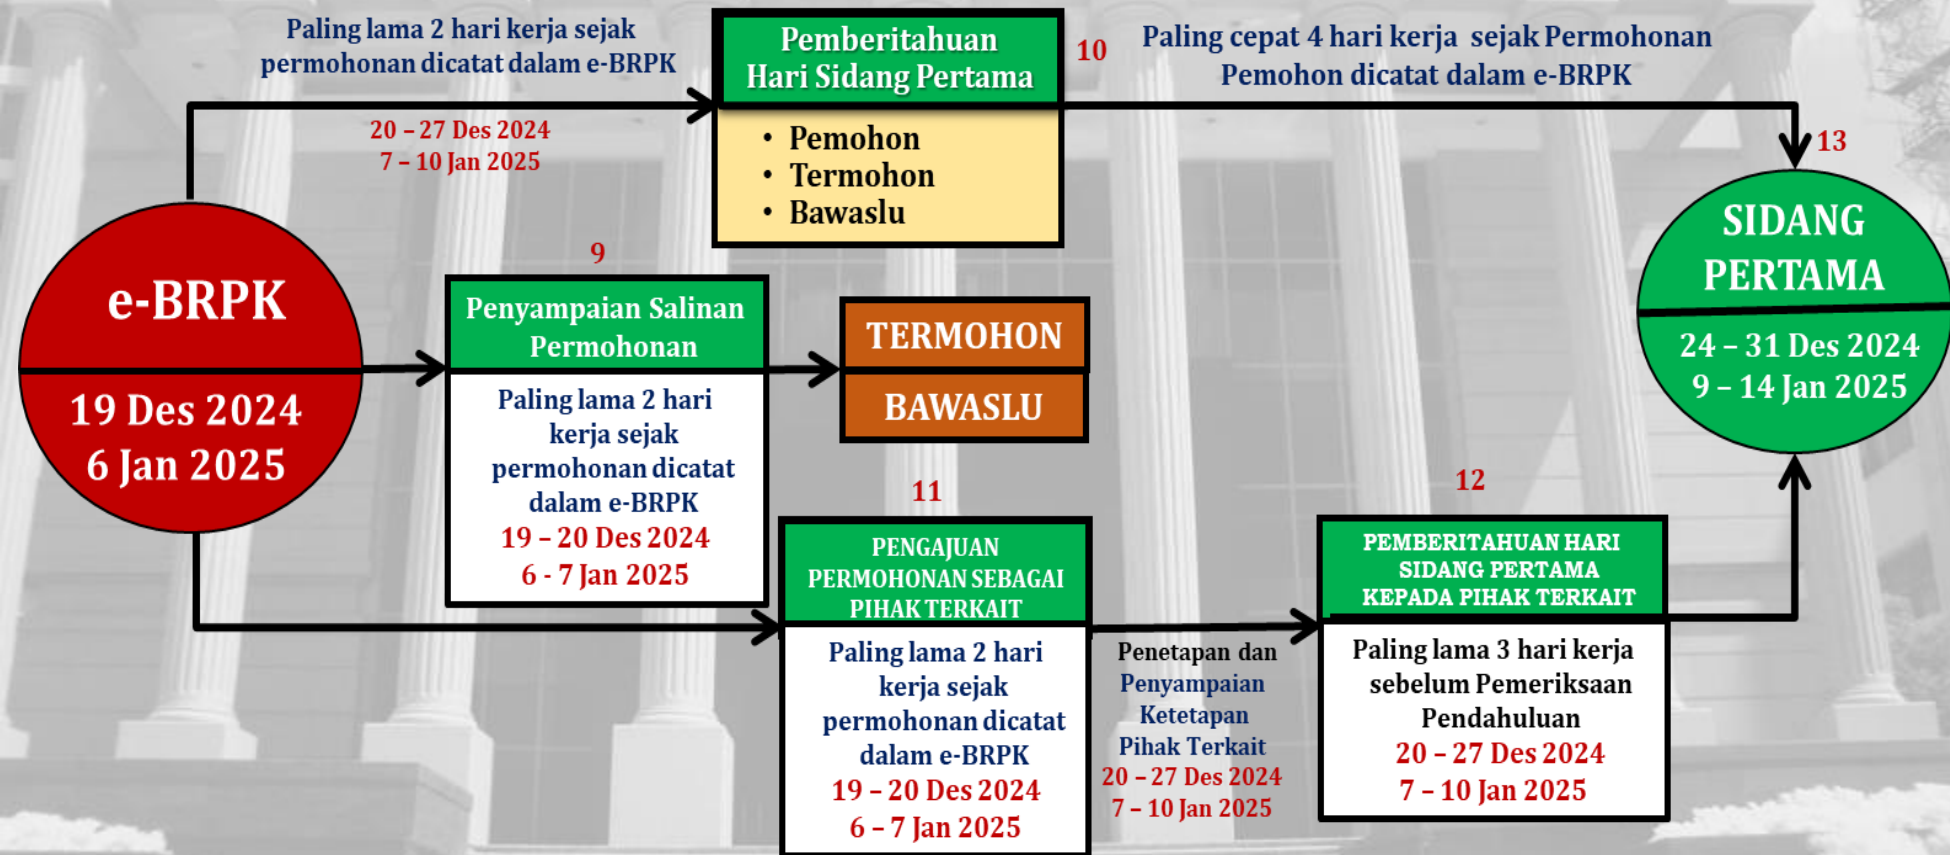 Paling lama 2 hari kerja sejak
permohonan dicatat dalam e-BRPK
20 – 27 Des 2024
7 – 10 Jan 2025
Pemberitahuan
Hari Sidang Pertama
• Pemohon
• Termohon
• Bawaslu
10
Paling cepat 4 hari kerja sejak Permohonan
Pemohon dicatat dalam e-BRPK
13
SIDANG
PERTAMA
24 – 31 Des 2024
9 – 14 Jan 2025
e-BRPK
19 Des 2024
6 Jan 2025
9
Penyampaian Salinan
Permohonan
Paling lama 2 hari
kerja sejak
permohonan dicatat
dalam e-BRPK
19 – 20 Des 2024
6 - 7 Jan 2025
TERMOHON
BAWASLU
11
PENGAJUAN
PERMOHONAN SEBAGAI
PIHAK TERKAIT
Paling lama 2 hari
kerja sejak
permohonan dicatat
dalam e-BRPK
19 – 20 Des 2024
6 – 7 Jan 2025
Penetapan dan
Penyampaian
Ketetapan
Pihak Terkait
20 – 27 Des 2024
7 – 10 Jan 2025
12
PEMBERITAHUAN HARI
SIDANG PERTAMA
KEPADA PIHAK TERKAIT
Paling lama 3 hari kerja
sebelum Pemeriksaan
Pendahuluan
20 – 27 Des 2024
7 – 10 Jan 2025